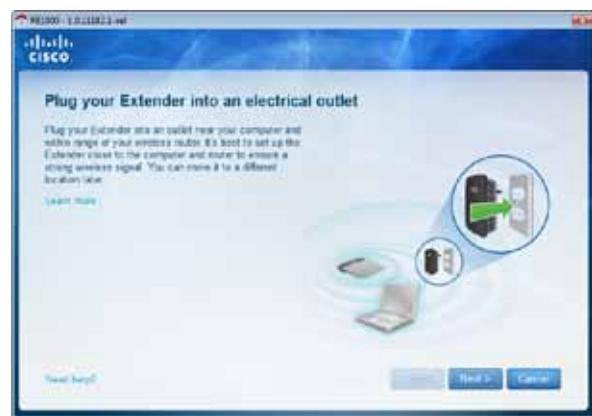 CISCO
Plug your Extender into an electrical outlet
Plug your Extender into an outlet near your computer and
within range of your wireless router. It's best to set up the
Extender close to the computer and router to ensure a
strong wireless signal. You can move it to a different
location later.
Learn more
Need help?
Next >
Cancel